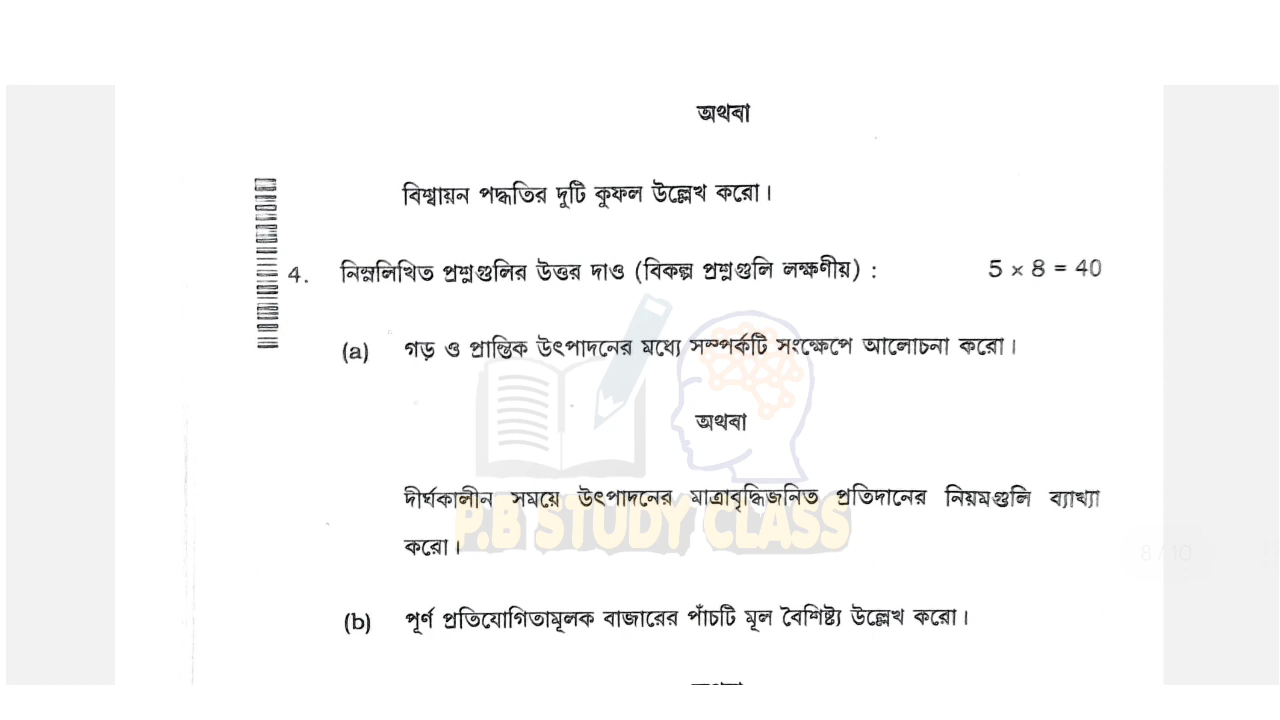 অথবা
বিশ্বায়ন পদ্ধতির দুটি কুফল উল্লেখ করো।
4. নিম্নলিখিত প্রশ্নগুলির উত্তর দাও (বিকল্প প্রশ্নগুলি লক্ষণীয়) : 5 × 8 = 40
(a) গড় ও প্রান্তিক উৎপাদনের মধ্যে সম্পর্কটি সংক্ষেপে আলোচনা করো।
অথবা
দীর্ঘকালীন সময়ে উৎপাদনের মাত্রাবৃদ্ধিজনিত প্রতিদানের নিয়মগুলি ব্যাখ্যা
করো।
P.B STUDY CLASS
8 / 10
(b) পূর্ণ প্রতিযোগিতামূলক বাজারের পাঁচটি মূল বৈশিষ্ট্য উল্লেখ করো।